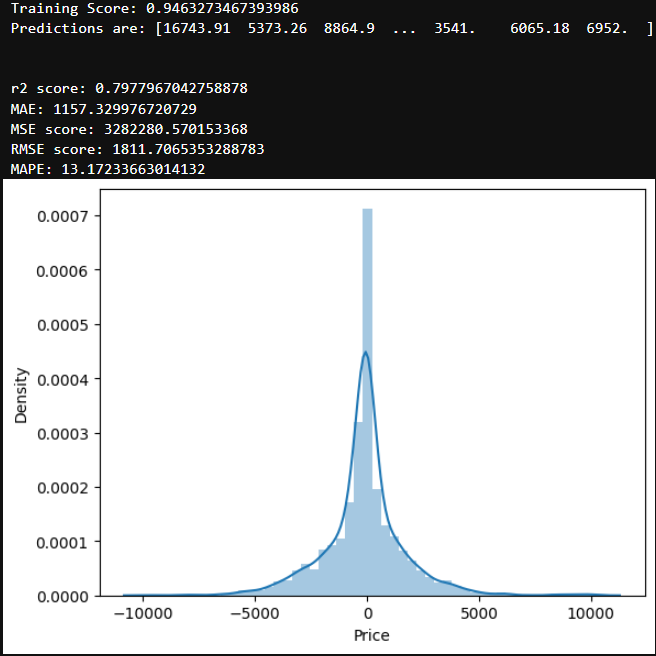 Training Score: 0.9463273467393986
Predictions are: [16743.91  5373.26  8864.9  ...  3541.    6065.18  6952.  ]
r2 score: 0.7977967042758878
MAE: 1157.329976720729
MSE score: 3282280.570153368
RMSE score: 1811.7065353288783
MAPE: 13.17233663014132
0.0007
0.0006
0.0005
0.0004
0.0003
0.0002
0.0001
0.0000
Density
−10000
−5000
0
5000
10000
Price